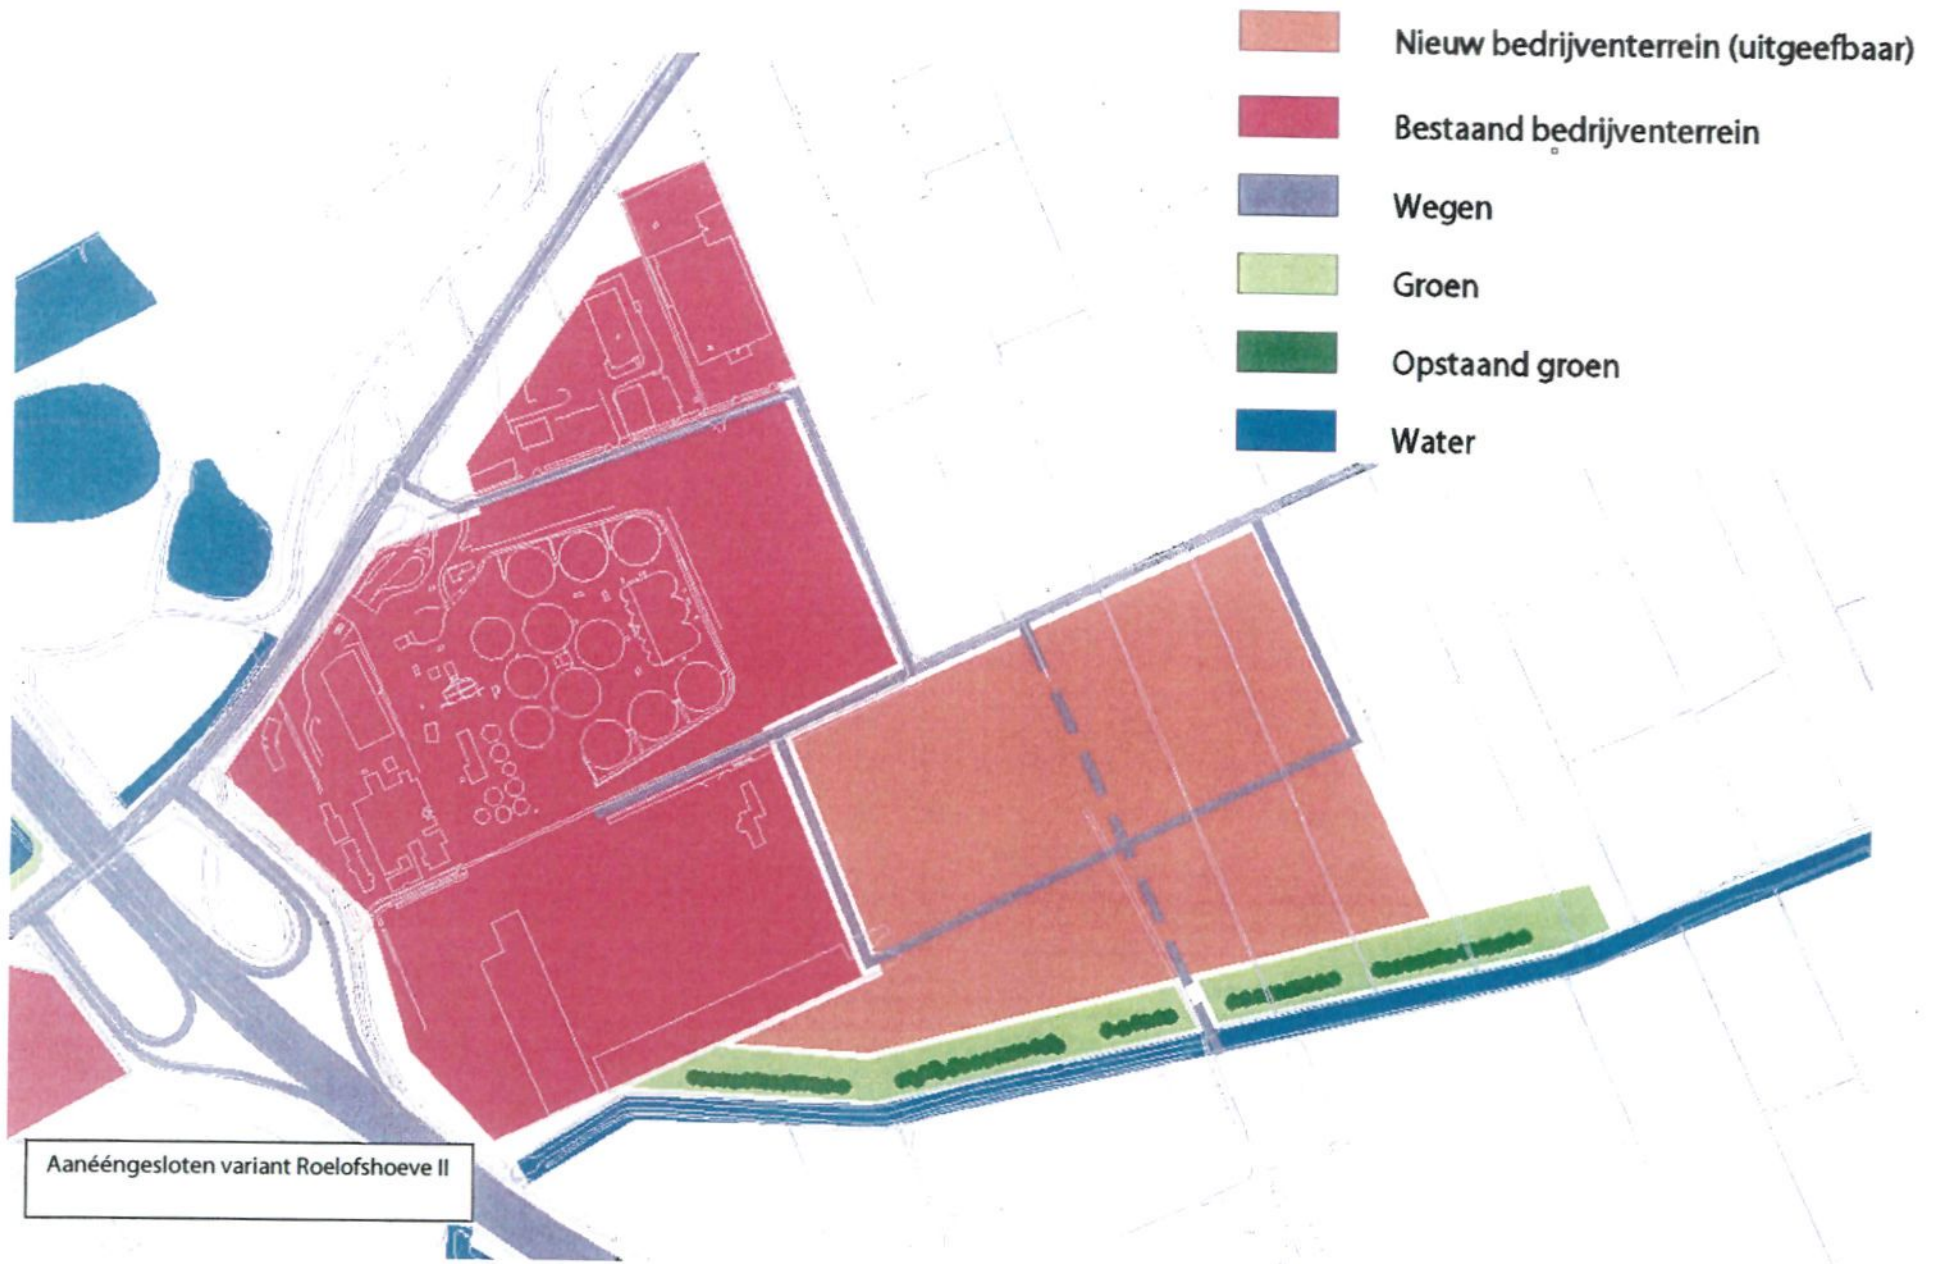 Nieuw bedrijventerrein (uitgeefbaar)
Bestaand bedrijventerrein
Wegen
Groen
Opstaand groen
Water
Aanééngesloten variant Roelofshoeve II